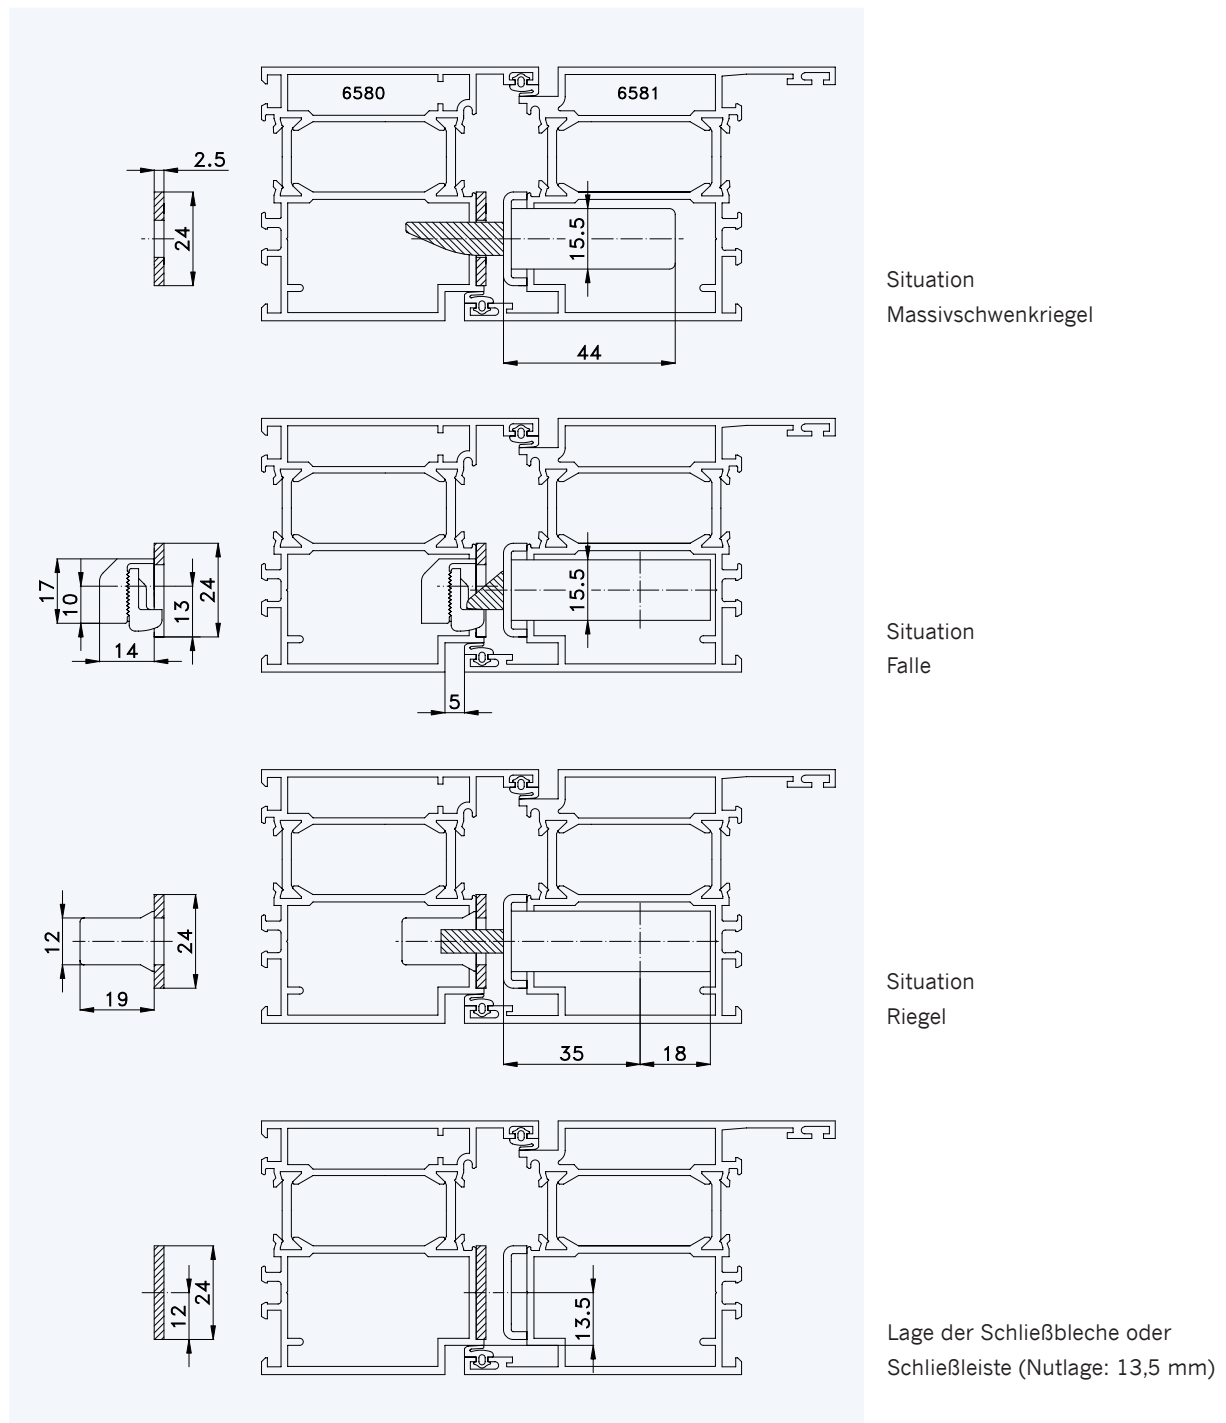 6580
6581
2.5
24
15.5
44
Situation
Massivschwenkriegel
17
10
14
13
24
15.5
5
Situation
Falle
12
19
24
35
18
Situation
Riegel
12
24
13.5
Lage der Schließbleche oder
Schließleiste (Nutlage: 13,5 mm)